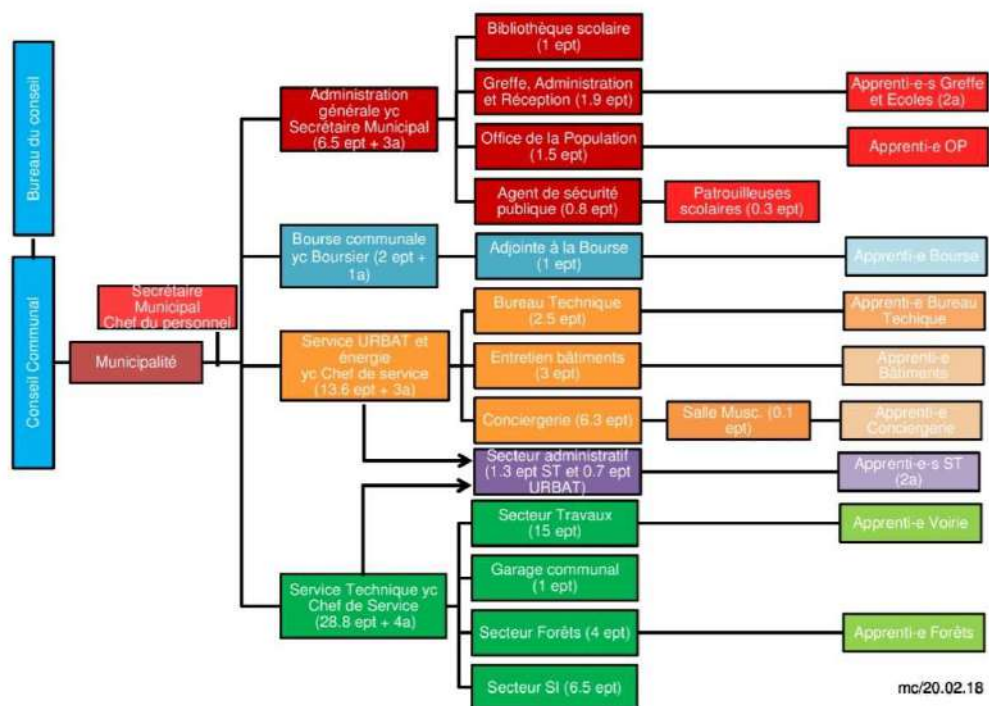 Bureau du conseil
Conseil Communal
Secrétaire
Municipal
Chef du personnel
Municipalité
Administration
générale yc
Secrétaire Municipal
(6.5 ept + 3a)
Bibliothèque scolaire
(1 ept)
Greffe, Administration
et Réception (1.9 ept)
Apprenti-e-s Greffe
et Ecoles (2a)
Office de la Population
(1.5 ept)
Apprenti-e OP
Agent de sécurité
publique (0.8 ept)
Patrouilleuses
scolaires (0.3 ept)
Bourse communale
yc Boursier (2 ept +
1a)
Adjointe à la Bourse
(1 ept)
Apprenti-e Bourse
Service URBAT et
énergie
yc Chef de service
(13.6 ept + 3a)
Bureau Technique
(2.5 ept)
Apprenti-e Bureau
Techique
Entretien bâtiments
(3 ept)
Apprenti-e
Bâtiments
Conciergerie (6.3 ept)
Salle Musc. (0.1
ept)
Apprenti-e
Conciergerie
Secteur administratif
(1.3 ept ST et 0.7 ept
URBAT)
Apprenti-e-s ST
(2a)
Service Technique yc
Chef de Service
(28.8 ept + 4a)
Secteur Travaux
(15 ept)
Apprenti-e Voirie
Garage communal
(1 ept)
Secteur Forêts (4 ept)
Apprenti-e Forêts
Secteur SI (6.5 ept)
mc/20.02.18